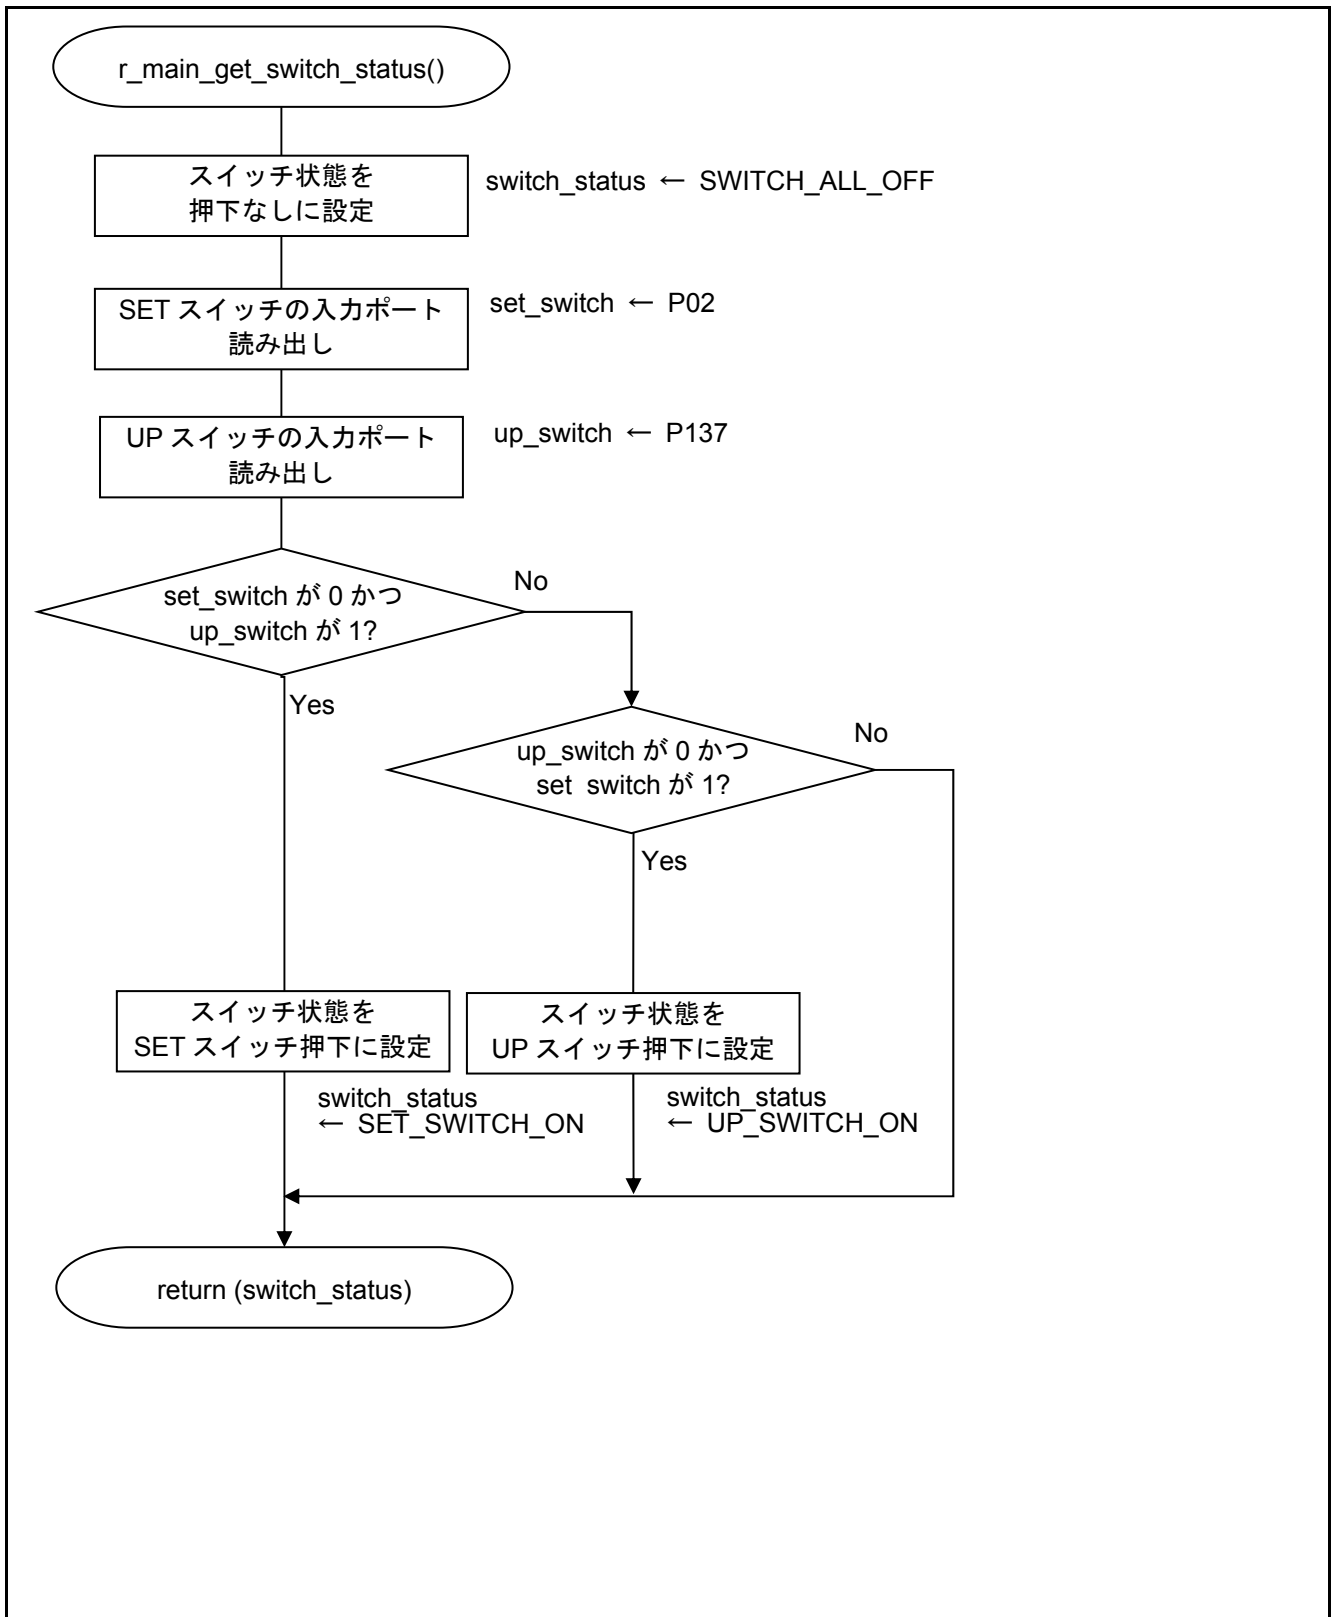 r_main_get_switch_status()
スイッチ状態を
押下なしに設定
switch_status ← SWITCH_ALL_OFF
SET スイッチの入力ポート
読み出し
set_switch ← P02
UP スイッチの入力ポート
読み出し
up_switch ← P137
set_switch が 0 かつ
up_switch が 1?
No
Yes
up_switch が 0 かつ
set_switch が 1?
No
Yes
スイッチ状態を
SET スイッチ押下に設定
switch_status
← SET_SWITCH_ON
スイッチ状態を
UP スイッチ押下に設定
switch_status
← UP_SWITCH_ON
return (switch_status)